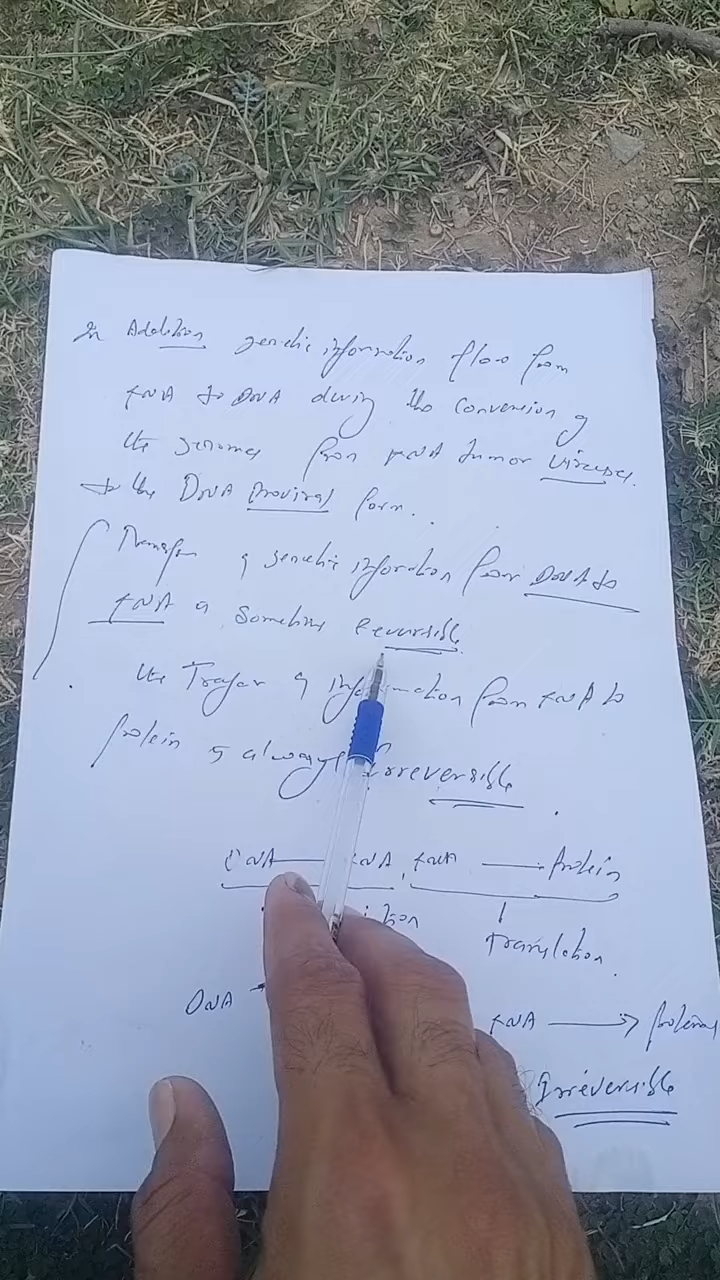 In Addition genetic information flow from
RNA to DNA during the conversion of
the genomes from RNA tumor viruses.
to the DNA Proviral form.
Transfer of genetic information from DNA to
RNA is sometimes reversible.
the Transfer of information from RNA to
protein is always irreversible.
DNA — RNA, RNA — Protein
Translation.
DNA
RNA → proteins
Irreversible